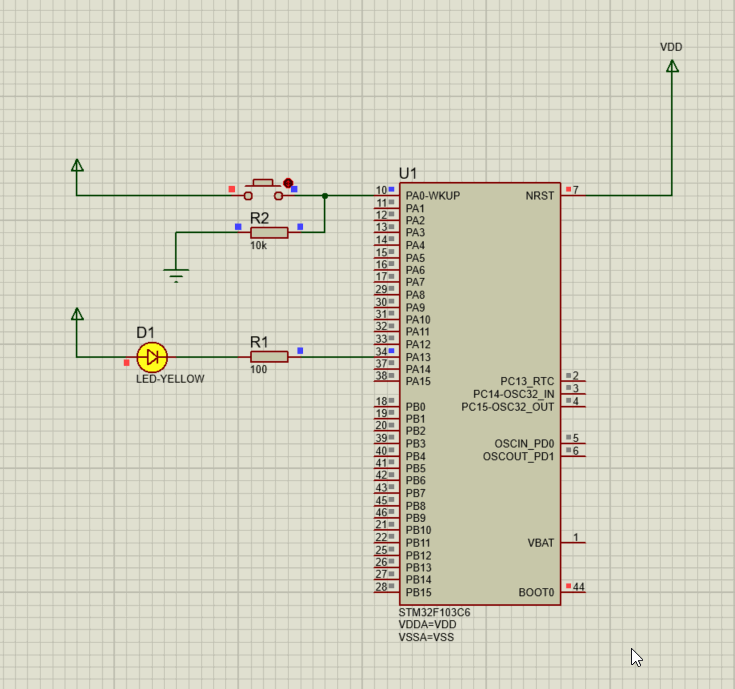 VDD
U1
10 PA0-WKUP NRST 7
11 PA1
12 PA2
R2
13 PA3
10k
14 PA4
15 PA5
16 PA6
17 PA7
29 PA8
30 PA9
31 PA10
D1
32 PA11
R1
33 PA12
34 PA13
100
37 PA14
LED-YELLOW
38 PA15 PC13_RTC 2
PC14-OSC32_IN 3
18 PB0 PC15-OSC32_OUT 4
19 PB1
20 PB2
39 PB3 OSCIN_PD0 5
40 PB4 OSCOUT_PD1 6
41 PB5
42 PB6
43 PB7
45 PB8
46 PB9
21 PB10
22 PB11 VBAT 1
25 PB12
26 PB13
27 PB14
28 PB15 BOOT0 44
STM32F103C6
VDDA=VDD
VSSA=VSS